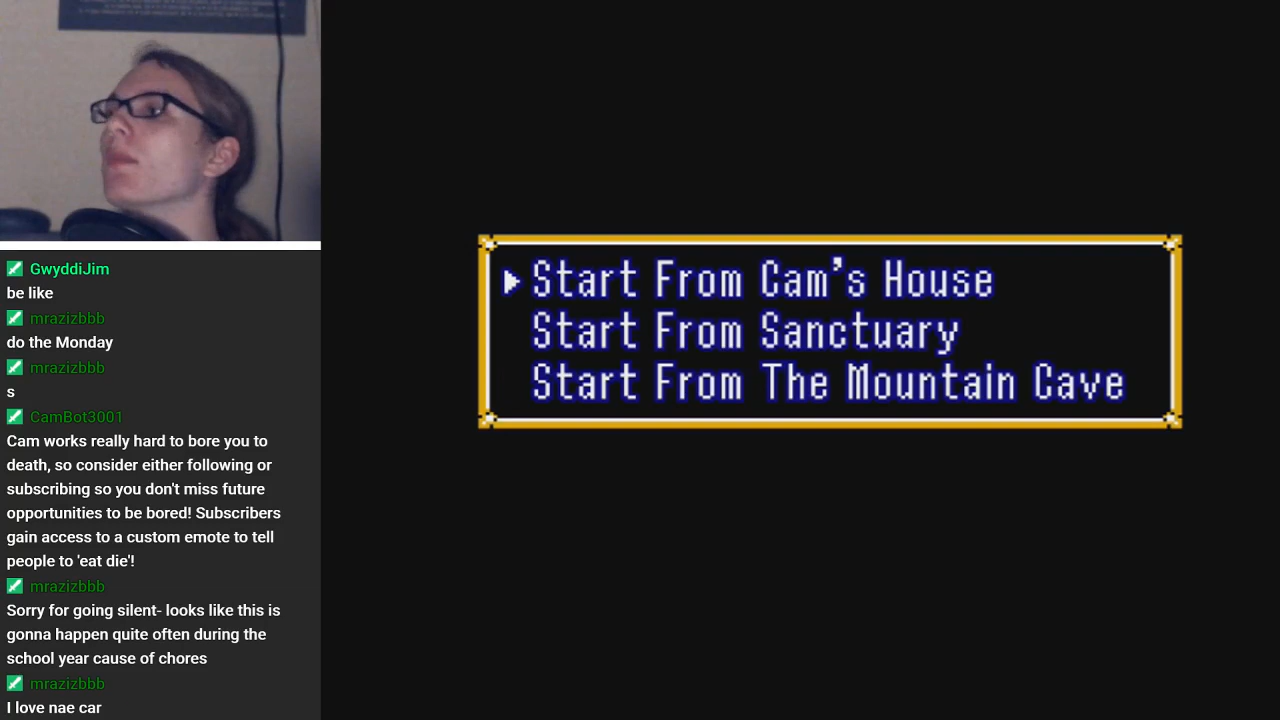 GwyddiJim
be like
mrazizbbb
do the Monday
mrazizbbb
s
CamBot3001
Cam works really hard to bore you to
death, so consider either following or
subscribing so you don't miss future
opportunities to be bored! Subscribers
gain access to a custom emote to tell
people to 'eat die'!
mrazizbbb
Sorry for going silent- looks like this is
gonna happen quite often during the
school year cause of chores
mrazizbbb
I love nae car
Start From Cam's House
Start From Sanctuary
Start From The Mountain Cave